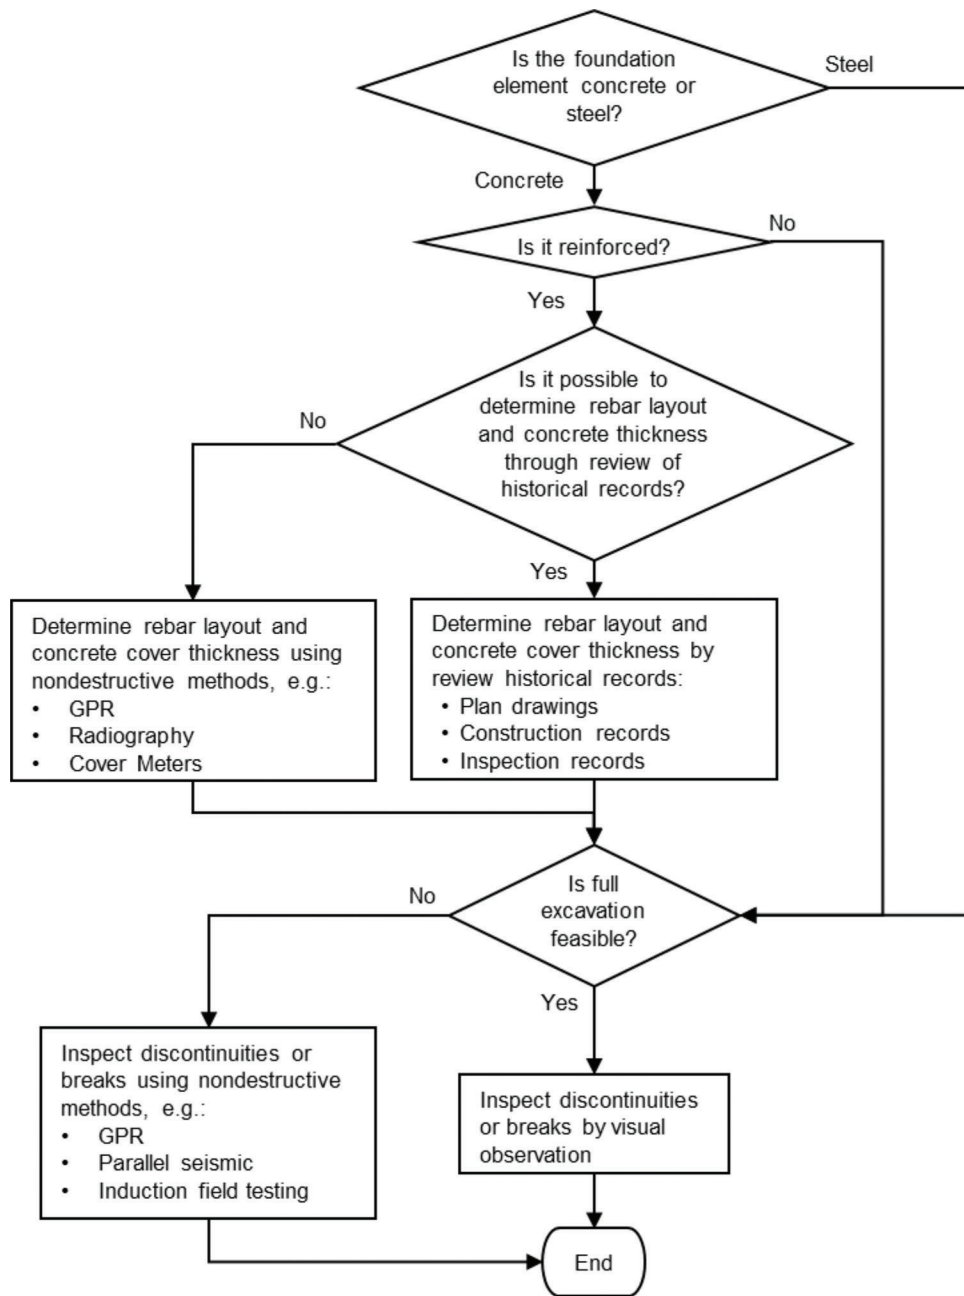 Is the foundation
element concrete or
steel?
Steel
Concrete
Is it reinforced?
No
Yes
Is it possible to
determine rebar layout
and concrete thickness
through review of
historical records?
No
Yes
Determine rebar layout and
concrete cover thickness using
nondestructive methods, e.g.:
• GPR
• Radiography
• Cover Meters
Determine rebar layout and
concrete cover thickness by
review historical records:
• Plan drawings
• Construction records
• Inspection records
Is full
excavation
feasible?
No
Yes
Inspect discontinuities or
breaks using nondestructive
methods, e.g.:
• GPR
• Parallel seismic
• Induction field testing
Inspect discontinuities
or breaks by visual
observation
End